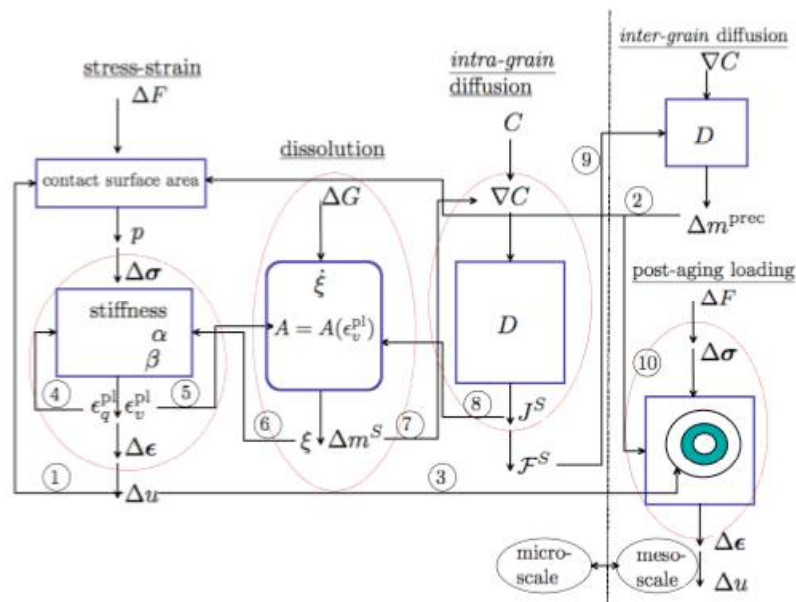 stress-strain
ΔF
contact surface area
p
Δσ
stiffness
α
β
④
ϵ_q^pl ϵ_v^pl
⑤
Δϵ
①
Δu
dissolution
ΔG
ξ̇
A = A(ϵ_v^pl)
⑥
ξ
Δm^S
⑦
③
intra-grain
diffusion
C
∇C
D
⑧
J^S
F^S
⑨
inter-grain diffusion
∇C
D
②
Δm^prec
post-aging loading
ΔF
Δσ
⑩
Δϵ
Δu
micro-
scale
meso-
scale